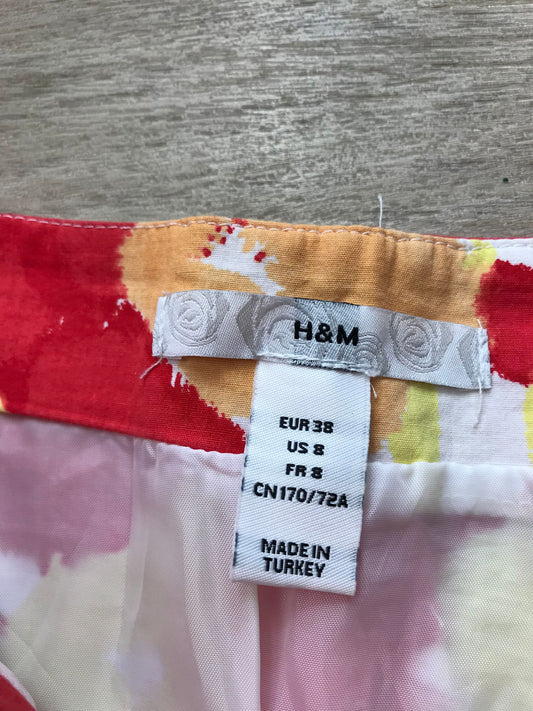 H&M
EUR 38
US 8
FR 8
CN170/72A
MADE IN
TURKEY